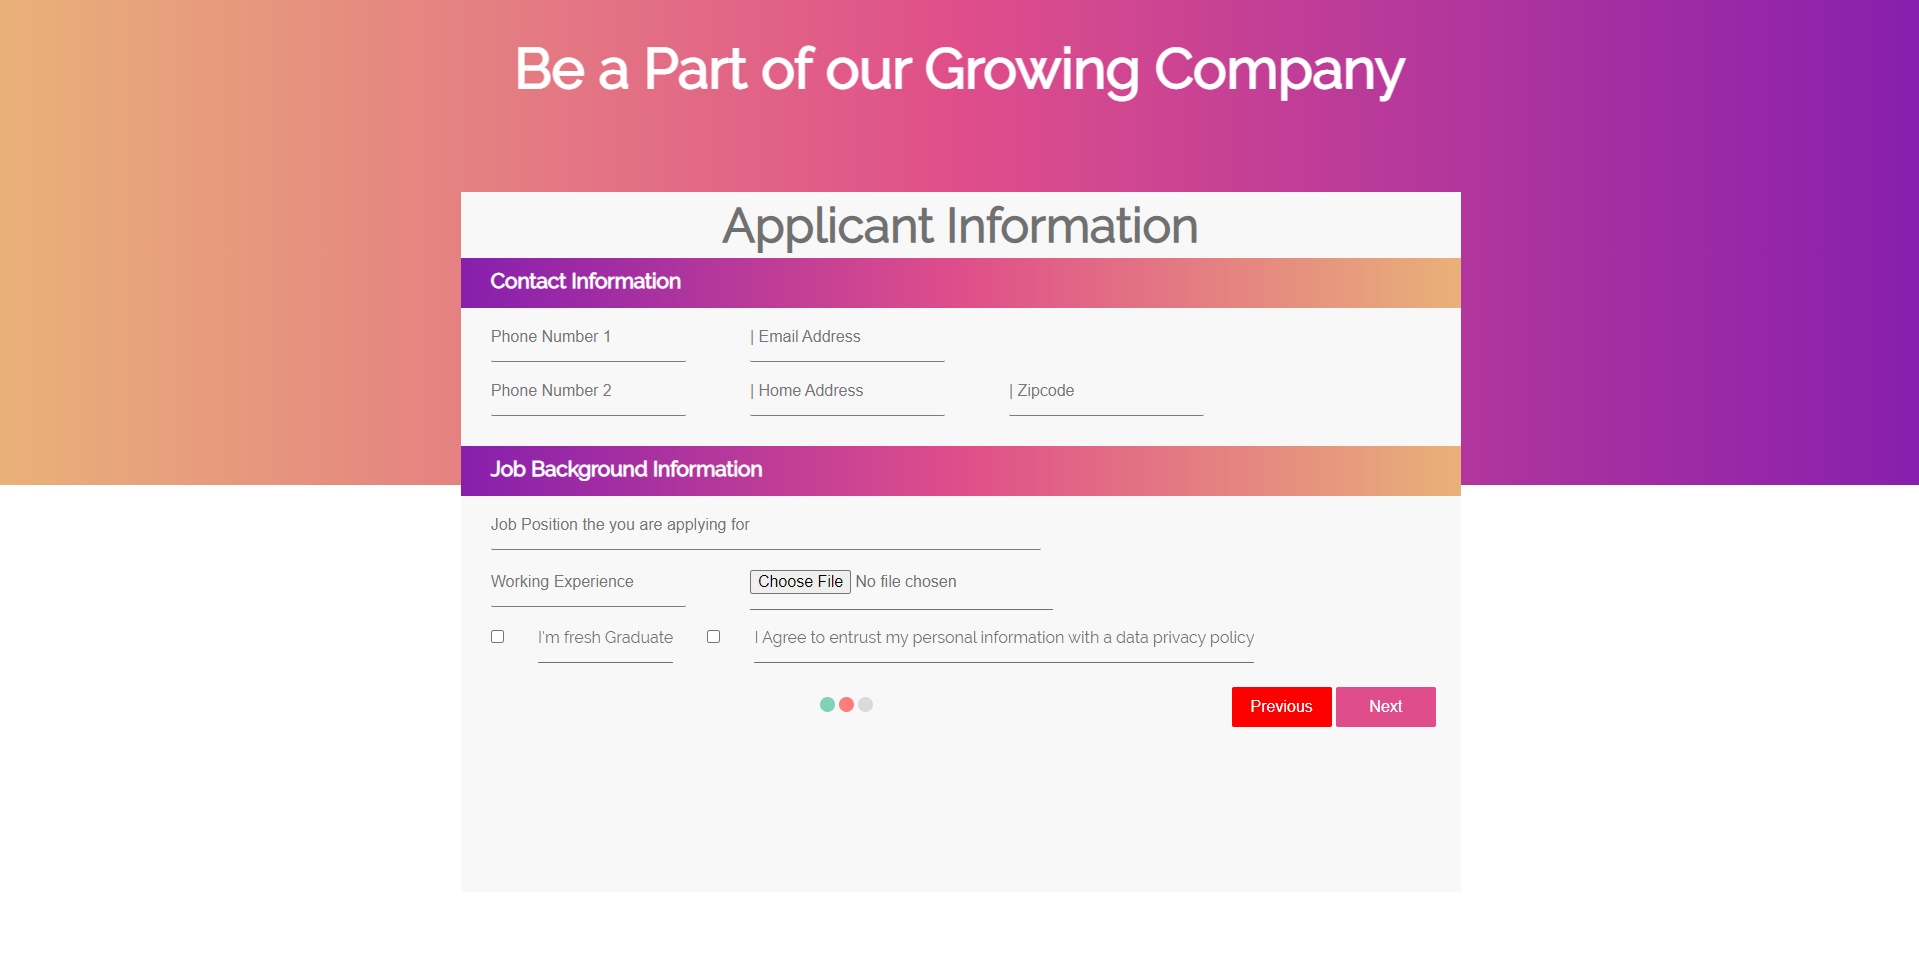 Be a Part of our Growing Company
Applicant Information
Contact Information
Phone Number 1 | Email Address
Phone Number 2 | Home Address | Zipcode
Job Background Information
Job Position the you are applying for
Working Experience Choose File No file chosen
I'm fresh Graduate I Agree to entrust my personal information with a data privacy policy
Previous Next